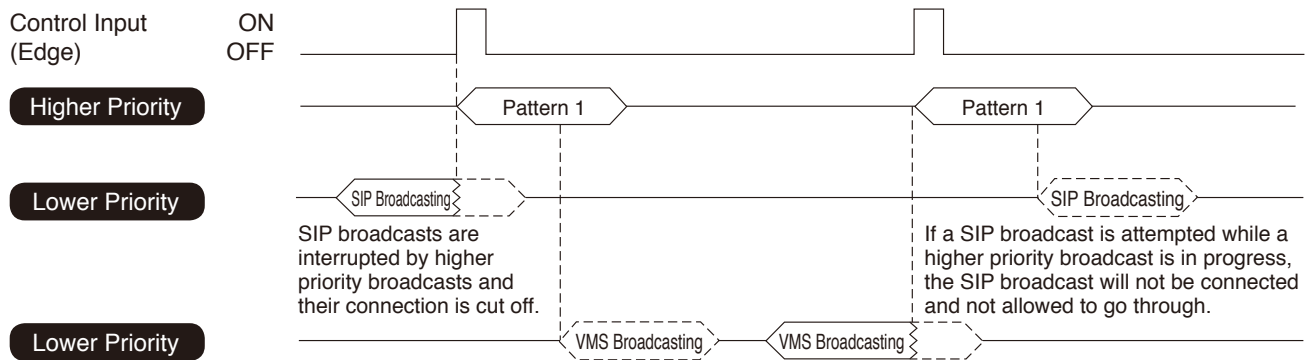 Control Input ON
(Edge) OFF
Higher Priority Pattern 1 Pattern 1
Lower Priority SIP Broadcasting SIP Broadcasting
SIP broadcasts are
interrupted by higher
priority broadcasts and
their connection is cut off.
If a SIP broadcast is attempted while a
higher priority broadcast is in progress,
the SIP broadcast will not be connected
and not allowed to go through.
Lower Priority VMS Broadcasting VMS Broadcasting